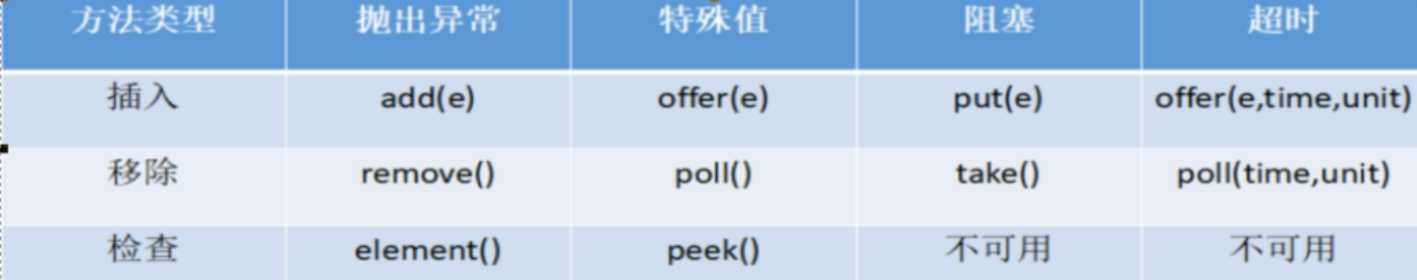 方法类型 抛出异常 特殊值 阻塞 超时
插入 add(e) offer(e) put(e) offer(e,time,unit)
移除 remove() poll() take() poll(time,unit)
检查 element() peek() 不可用 不可用